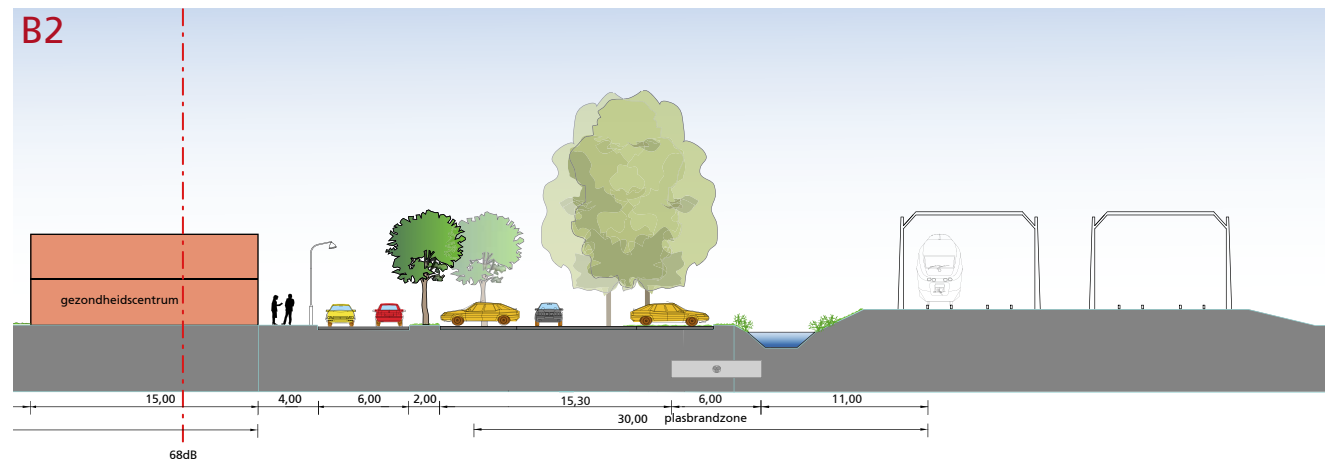 B2
gezondheidscentrum
15,00 4,00 6,00 2,00 15,30 6,00 11,00
30,00 plasbrandzone
68dB